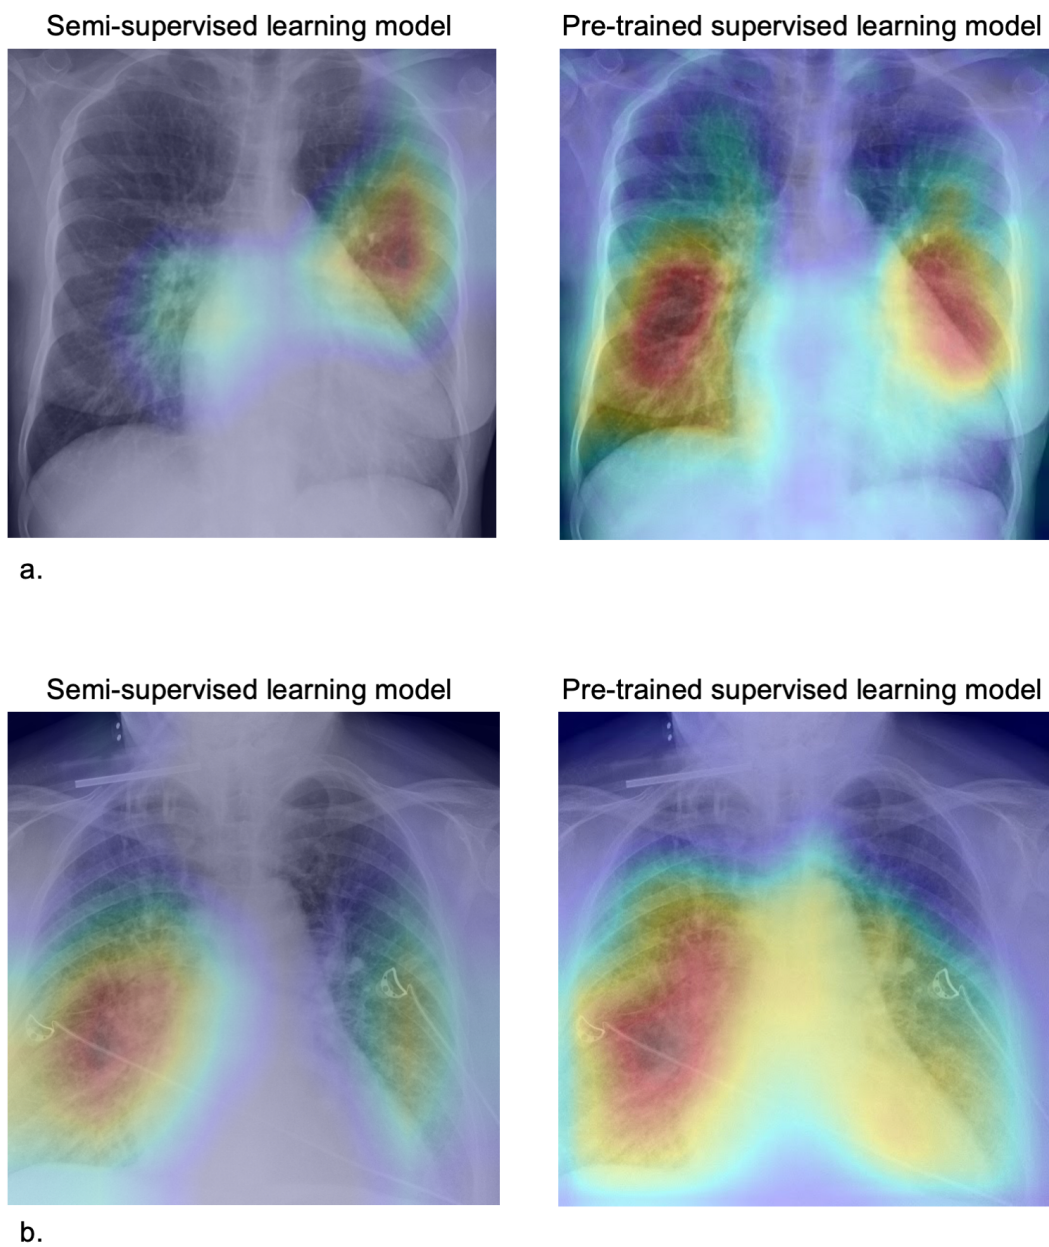 Semi-supervised learning model
Pre-trained supervised learning model
a.
Semi-supervised learning model
Pre-trained supervised learning model
b.